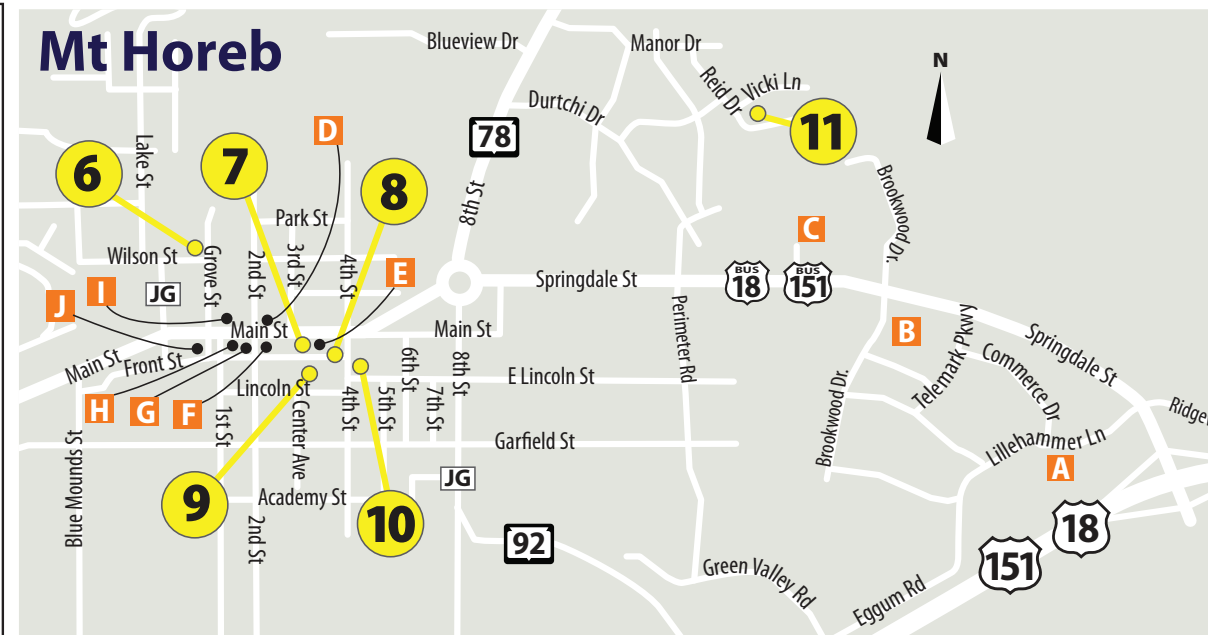 Mt Horeb
Blueview Dr
Manor Dr
N
Reid Dr
Vicki Ln
Durtchi Dr
11
78
D
7
6
8
Lake St
8th St
Brookwood Dr.
Park St
C
Wilson St
Grove St
2nd St
3rd St
4th St
E
Springdale St
BUS
18
BUS
151
I
JG
J
Main St
Main St
Perimeter Rd
B
Telemark Pkwy
Springdale St
Main St
Front St
6th St
8th St
Commerce Dr
E Lincoln St
Lincoln St
H
G
F
1st St
Center Ave
4th St
5th St
7th St
Brookwood Dr.
Ridge
Garfield St
Lillehammer Ln
A
Blue Mounds St
JG
9
Academy St
10
2nd St
92
18
151
Green Valley Rd
Eggum Rd